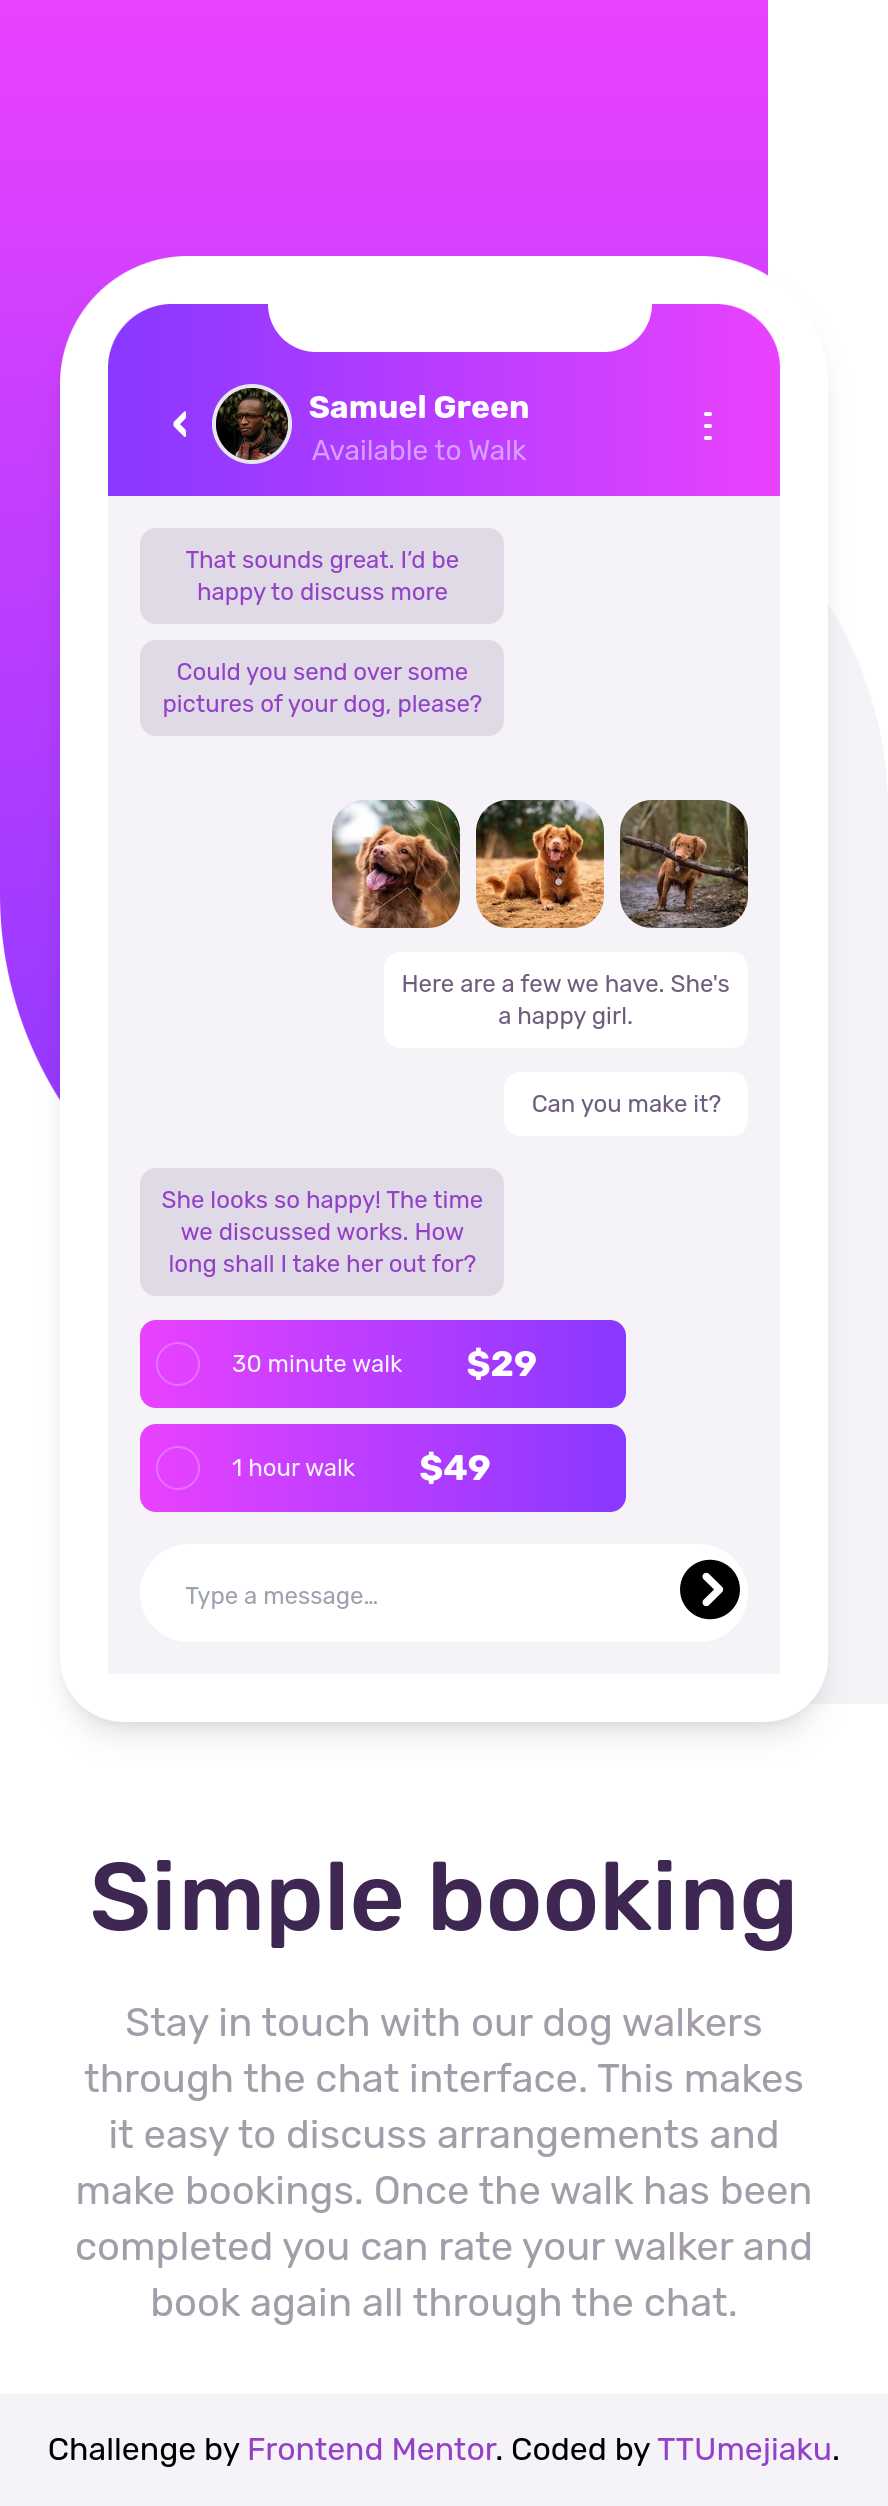 Samuel Green
Available to Walk
That sounds great. I’d be
happy to discuss more
Could you send over some
pictures of your dog, please?
Here are a few we have. She's
a happy girl.
Can you make it?
She looks so happy! The time
we discussed works. How
long shall I take her out for?
30 minute walk $29
1 hour walk $49
Type a message…
Simple booking
Stay in touch with our dog walkers
through the chat interface. This makes
it easy to discuss arrangements and
make bookings. Once the walk has been
completed you can rate your walker and
book again all through the chat.
Challenge by Frontend Mentor. Coded by TTUmejiaku.